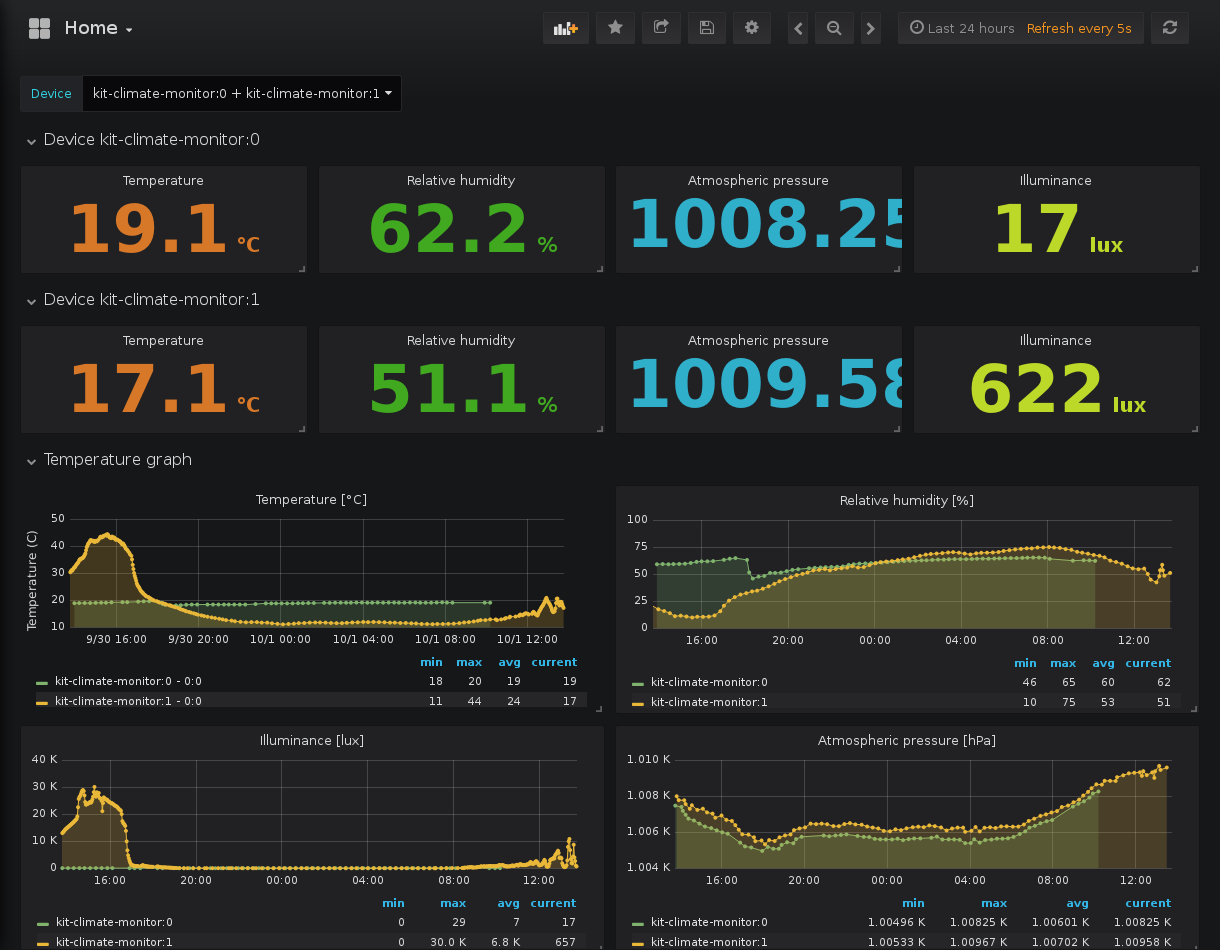 Home
Last 24 hours Refresh every 5s
Device kit-climate-monitor:0 + kit-climate-monitor:1
Device kit-climate-monitor:0
Temperature Relative humidity Atmospheric pressure Illuminance
19.1 °C 62.2 % 1008.25 17 lux
Device kit-climate-monitor:1
Temperature Relative humidity Atmospheric pressure Illuminance
17.1 °C 51.1 % 1009.58 622 lux
Temperature graph
Temperature [°C]
Temperature (C)
50
40
30
20
10
9/30 16:00 9/30 20:00 10/1 00:00 10/1 04:00 10/1 08:00 10/1 12:00
min max avg current
kit-climate-monitor:0 - 0:0 18 20 19 19
kit-climate-monitor:1 - 0:0 11 44 24 17
Relative humidity [%]
100
75
50
25
0
16:00 20:00 00:00 04:00 08:00 12:00
min max avg current
kit-climate-monitor:0 46 65 60 62
kit-climate-monitor:1 10 75 53 51
Illuminance [lux]
40 K
30 K
20 K
10 K
0
16:00 20:00 00:00 04:00 08:00 12:00
min max avg current
kit-climate-monitor:0 0 29 7 17
kit-climate-monitor:1 0 30.0 K 6.8 K 657
Atmospheric pressure [hPa]
1.010 K
1.008 K
1.006 K
1.004 K
16:00 20:00 00:00 04:00 08:00 12:00
min max avg current
kit-climate-monitor:0 1.00496 K 1.00825 K 1.00601 K 1.00825 K
kit-climate-monitor:1 1.00533 K 1.00967 K 1.00702 K 1.00958 K